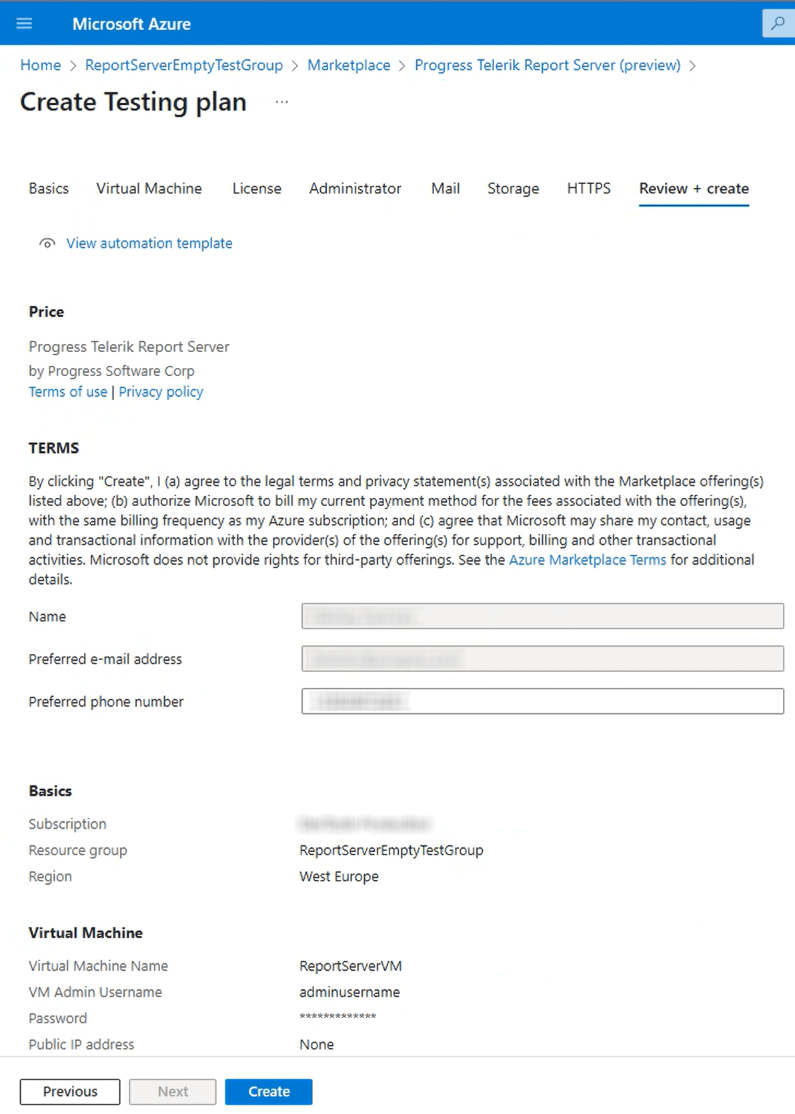 Microsoft Azure
Home > ReportServerEmptyTestGroup > Marketplace > Progress Telerik Report Server (preview) >
Create Testing plan ...
Basics Virtual Machine License Administrator Mail Storage HTTPS Review + create
View automation template
Price
Progress Telerik Report Server
by Progress Software Corp
Terms of use | Privacy policy
TERMS
By clicking "Create", I (a) agree to the legal terms and privacy statement(s) associated with the Marketplace offering(s)
listed above; (b) authorize Microsoft to bill my current payment method for the fees associated with the offering(s),
with the same billing frequency as my Azure subscription; and (c) agree that Microsoft may share my contact, usage
and transactional information with the provider(s) of the offering(s) for support, billing and other transactional
activities. Microsoft does not provide rights for third-party offerings. See the Azure Marketplace Terms for additional
details.
Name
Preferred e-mail address
Preferred phone number
Basics
Subscription
Resource group ReportServerEmptyTestGroup
Region West Europe
Virtual Machine
Virtual Machine Name ReportServerVM
VM Admin Username adminusername
Password *************
Public IP address None
Previous Next Create